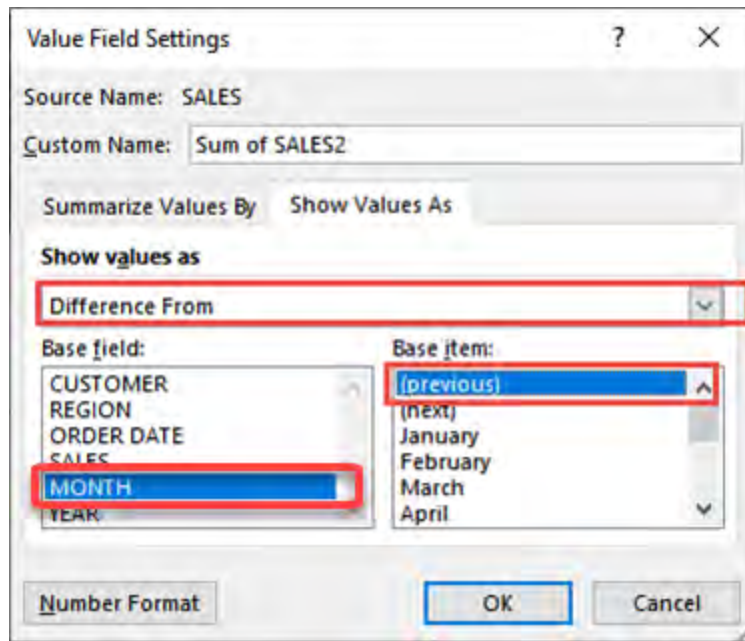 Value Field Settings ?
Source Name: SALES
Custom Name: Sum of SALES2
Summarize Values By Show Values As
Show values as
Difference From
Base field: Base item:
CUSTOMER
REGION
ORDER DATE
SALES
MONTH
YEAR
(previous)
(next)
January
February
March
April
Number Format OK Cancel